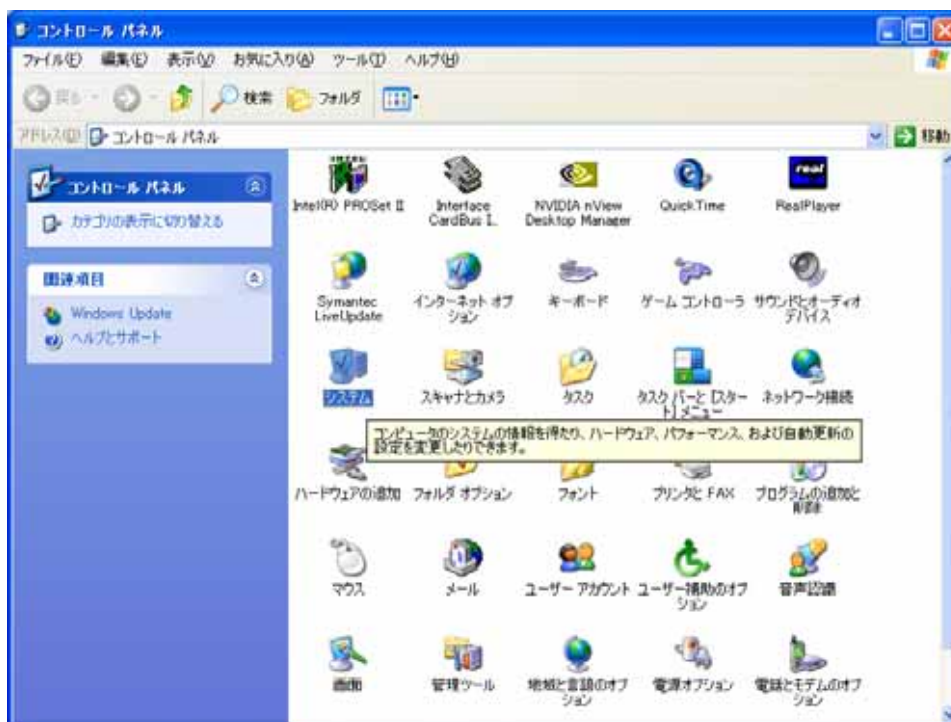 コントロール パネル
ファイル(F) 編集(E) 表示(V) お気に入り(A) ツール(T) ヘルプ(H)
戻る 検索 フォルダ
アドレス(D) コントロール パネル 移動
コントロール パネル
カテゴリの表示に切り替える
関連項目
Windows Update
ヘルプとサポート
Intel(R) PROSet II
Interface
CardBus I...
NVIDIA nView
Desktop Manager
QuickTime
real
RealPlayer
Symantec
LiveUpdate
インターネット オプ
ション
キーボード
ゲーム コントローラ
サウンドとオーディオ
デバイス
システム
スキャナとカメラ
タスク
タスク バーと [スター
ト] メニュー
ネットワーク接続
コンピュータのシステムの情報を得たり、ハードウェア、パフォーマンス、および自動更新の
設定を変更したりできます。
ハードウェアの追加
フォルダ オプション
フォント
プリンタと FAX
プログラムの追加と
削除
マウス
メール
ユーザー アカウント
ユーザー補助のオプ
ション
音声認識
画面
管理ツール
地域と言語のオプ
ション
電源オプション
電話とモデムのオプ
ション